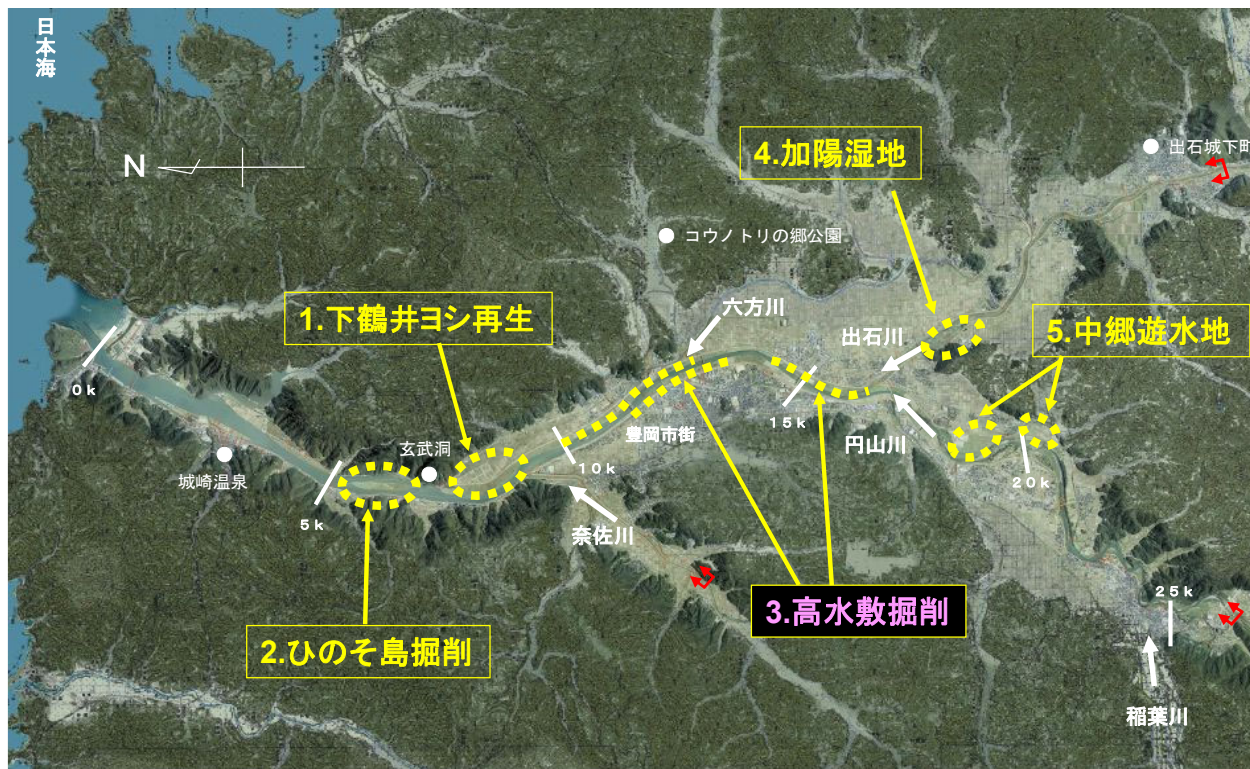 日本海
N
4.加陽湿地
出石城下町
コウノトリの郷公園
1.下鶴井ヨシ再生
六方川
出石川
5.中郷遊水地
0k
15k
豊岡市街
円山川
玄武洞
城崎温泉
10k
20k
5k
奈佐川
3.高水敷掘削
25k
2.ひのそ島掘削
稲葉川